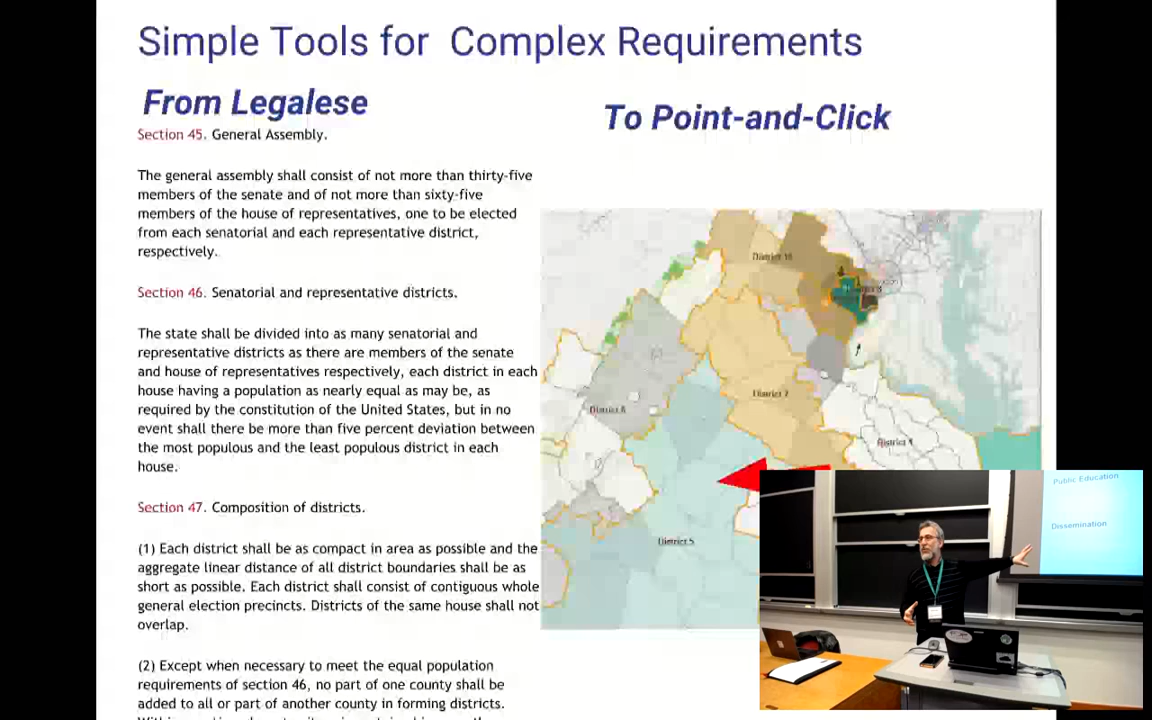 Simple Tools for Complex Requirements
From Legalese
To Point-and-Click
Section 45. General Assembly.
The general assembly shall consist of not more than thirty-five
members of the senate and of not more than sixty-five
members of the house of representatives, one to be elected
from each senatorial and each representative district,
respectively.
Section 46. Senatorial and representative districts.
The state shall be divided into as many senatorial and
representative districts as there are members of the senate
and house of representatives respectively, each district in each
house having a population as nearly equal as may be, as
required by the constitution of the United States, but in no
event shall there be more than five percent deviation between
the most populous and the least populous district in each
house.
Section 47. Composition of districts.
(1) Each district shall be as compact in area as possible and the
aggregate linear distance of all district boundaries shall be as
short as possible. Each district shall consist of contiguous whole
general election precincts. Districts of the same house shall not
overlap.
(2) Except when necessary to meet the equal population
requirements of section 46, no part of one county shall be
added to all or part of another county in forming districts.
District 10
District 7
District 6
District 5
Public Education
Dissemination